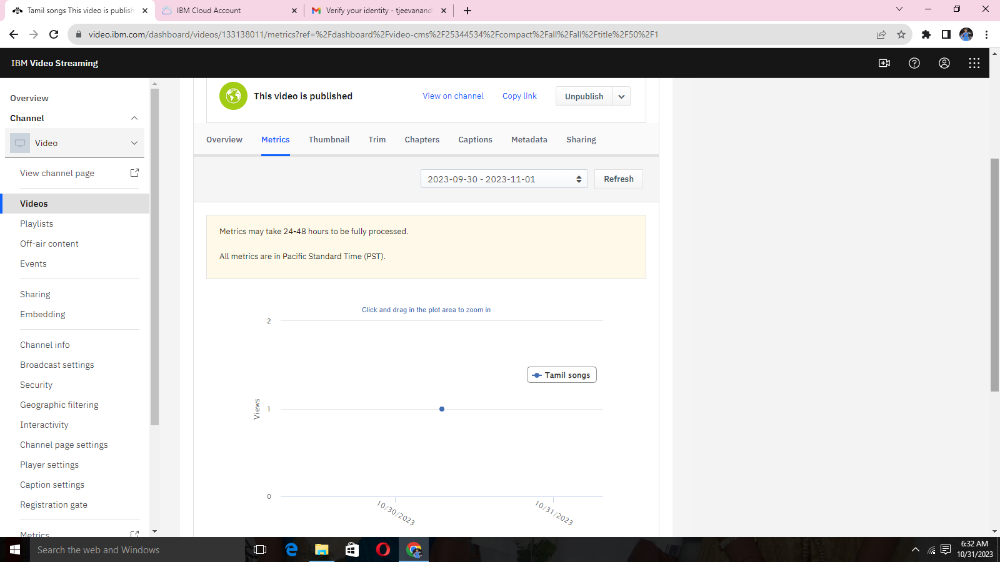 Tamil songs This video is publish
IBM Cloud Account
Verify your identity - tjeevanand
video.ibm.com/dashboard/videos/133138011/metrics?ref=%2Fdashboard%2Fvideo-cms%2F25344534%2Fcompact%2Fall%2Fall%2Ftitle%2F50%2F1
IBM Video Streaming
Overview
Channel
Video
View channel page
Videos
Playlists
Off-air content
Events
Sharing
Embedding
Channel info
Broadcast settings
Security
Geographic filtering
Interactivity
Channel page settings
Player settings
Caption settings
Registration gate
Metrics
This video is published
View on channel
Copy link
Unpublish
Overview
Metrics
Thumbnail
Trim
Chapters
Captions
Metadata
Sharing
2023-09-30 - 2023-11-01
Refresh
Metrics may take 24-48 hours to be fully processed.
All metrics are in Pacific Standard Time (PST).
Click and drag in the plot area to zoom in
2
Tamil songs
Views
1
0
10/30/2023
10/31/2023
Search the web and Windows
6:32 AM
10/31/2023